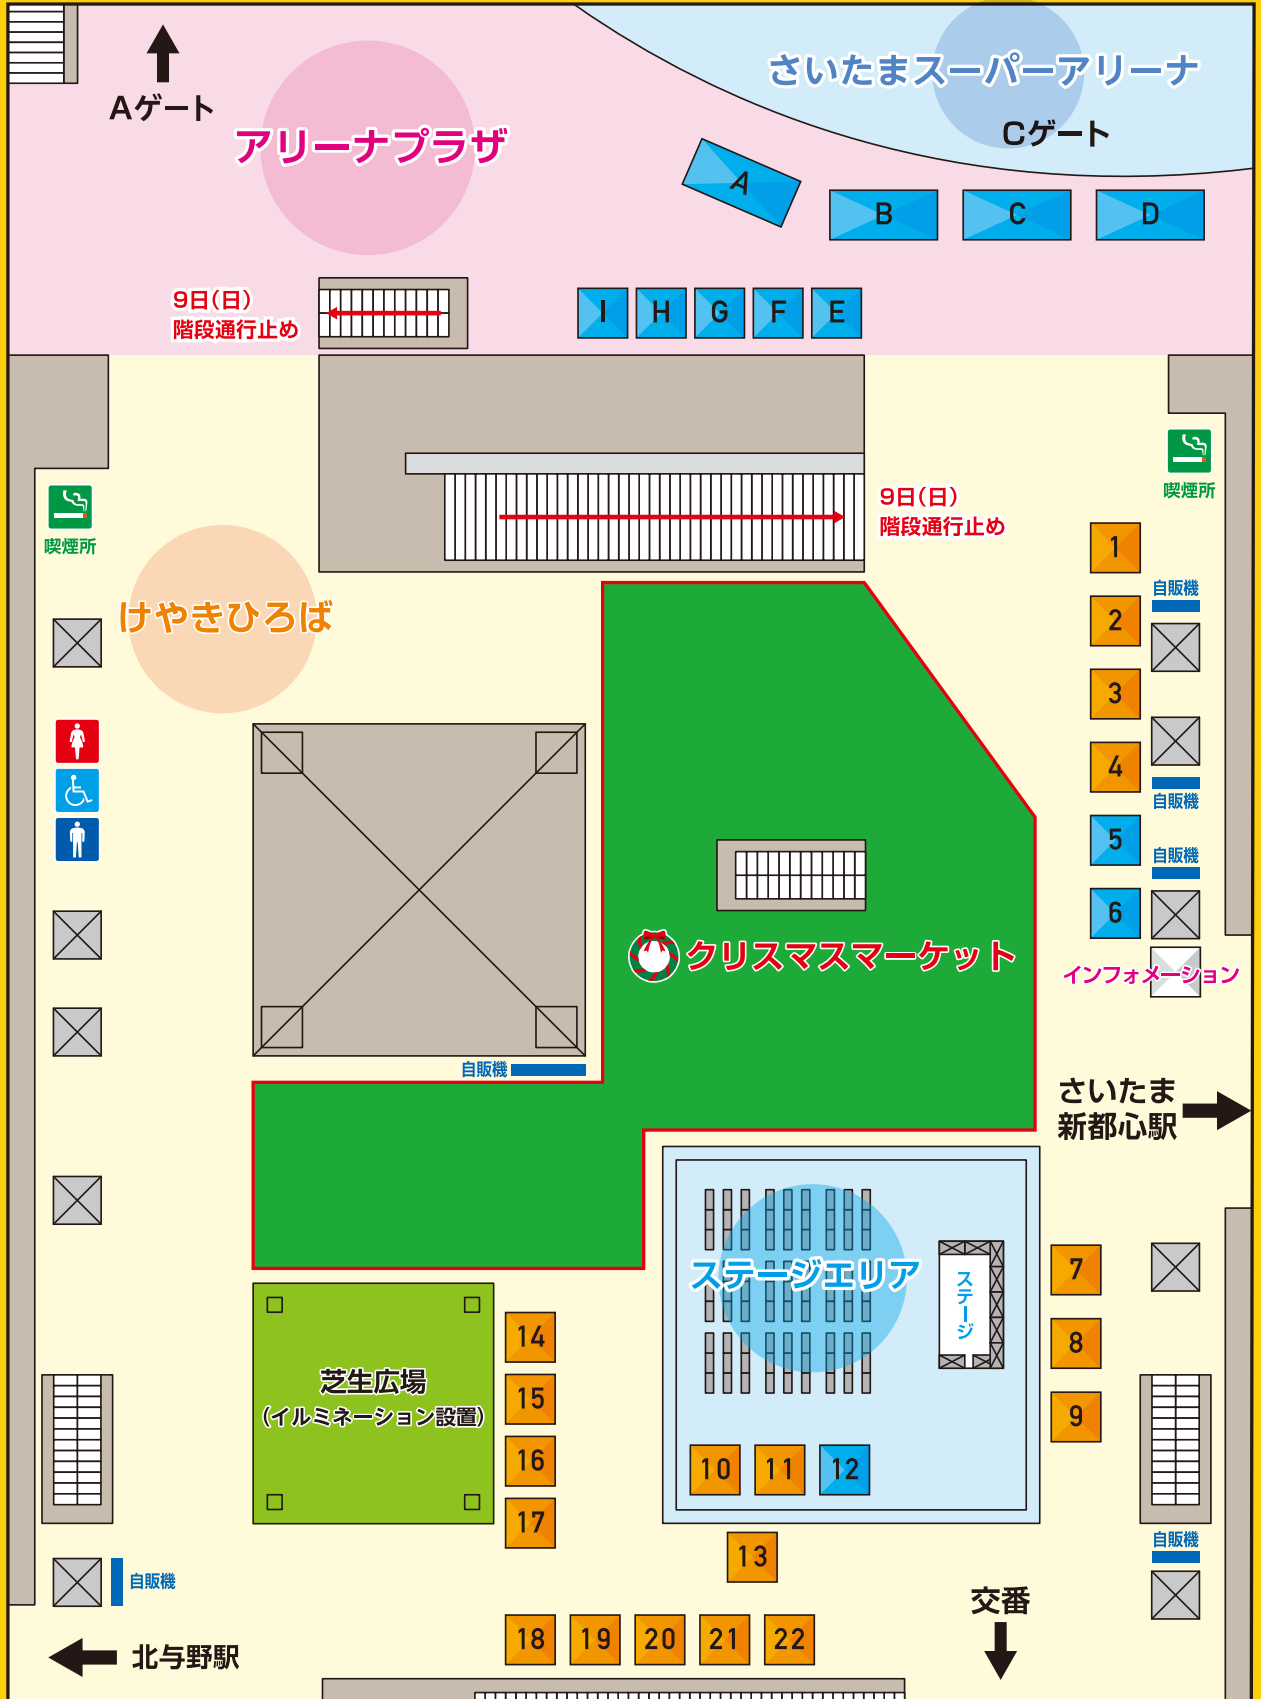 さいたまスーパーアリーナ
Aゲート
Cゲート
アリーナプラザ
A
B
C
D
9日(日)
階段通行止め
I
H
G
F
E
喫煙所
9日(日)
階段通行止め
喫煙所
1
自販機
けやきひろば
2
3
4
自販機
5
自販機
6
クリスマスマーケット
インフォメーション
自販機
さいたま
新都心駅
ステージエリア
ステージ
7
14
8
芝生広場
(イルミネーション設置)
15
9
16
10
11
12
17
13
自販機
自販機
交番
18
19
20
21
22
北与野駅